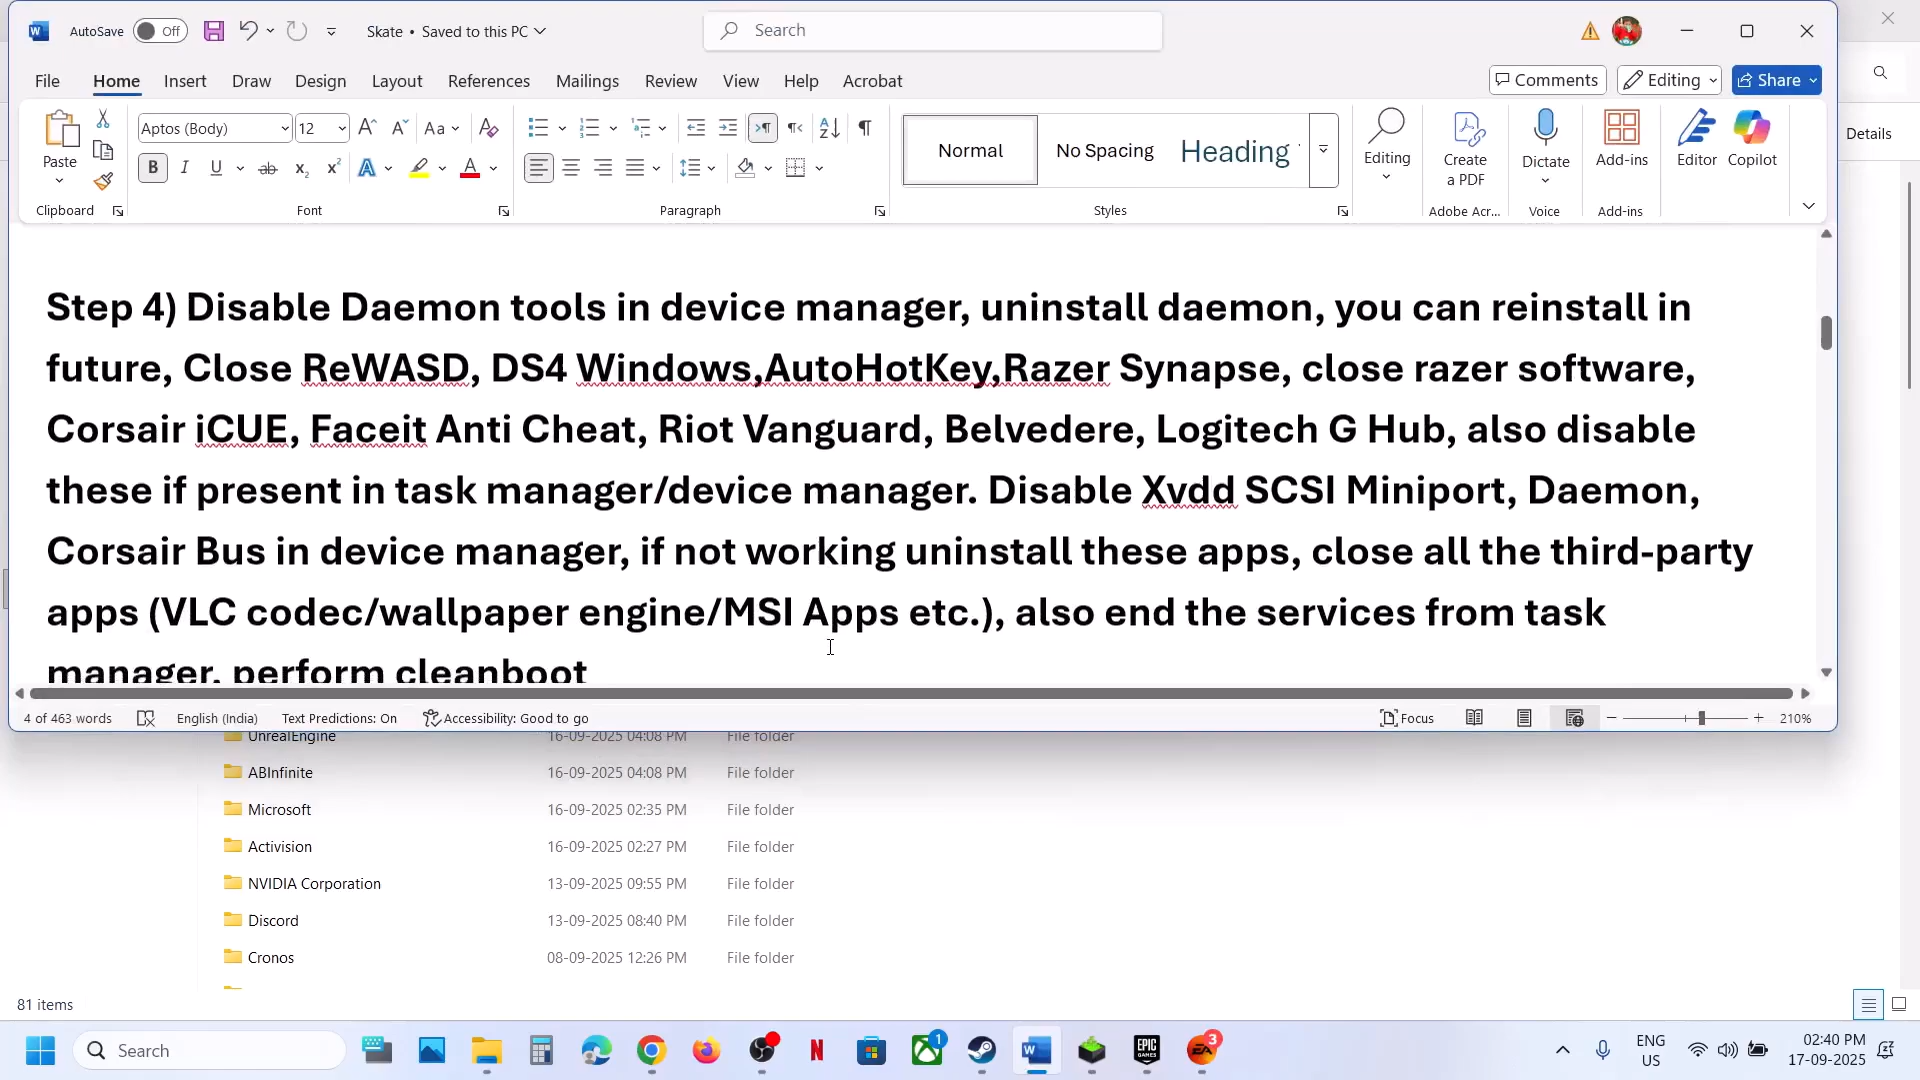 AutoSave Off Skate • Saved to this PC Search
File Home Insert Draw Design Layout References Mailings Review View Help Acrobat Comments Editing Share
Aptos (Body) 12
Paste
Normal No Spacing Heading
Editing Create a PDF Dictate Add-ins Editor Copilot
Details
Clipboard Font Paragraph Styles Adobe Acr... Voice Add-ins
Step 4) Disable Daemon tools in device manager, uninstall daemon, you can reinstall in
future, Close ReWASD, DS4 Windows,AutoHotKey,Razer Synapse, close razer software,
Corsair iCUE, Faceit Anti Cheat, Riot Vanguard, Belvedere, Logitech G Hub, also disable
these if present in task manager/device manager. Disable Xvdd SCSI Miniport, Daemon,
Corsair Bus in device manager, if not working uninstall these apps, close all the third-party
apps (VLC codec/wallpaper engine/MSI Apps etc.), also end the services from task
manager, perform cleanboot
4 of 463 words English (India) Text Predictions: On Accessibility: Good to go Focus 210%
UnrealEngine 16-09-2025 04:08 PM File folder
ABInfinite 16-09-2025 04:08 PM File folder
Microsoft 16-09-2025 02:35 PM File folder
Activision 16-09-2025 02:27 PM File folder
NVIDIA Corporation 13-09-2025 09:55 PM File folder
Discord 13-09-2025 08:40 PM File folder
Cronos 08-09-2025 12:26 PM File folder
81 items
Search 1 EPIC GAMES 3 ENG US 02:40 PM
17-09-2025